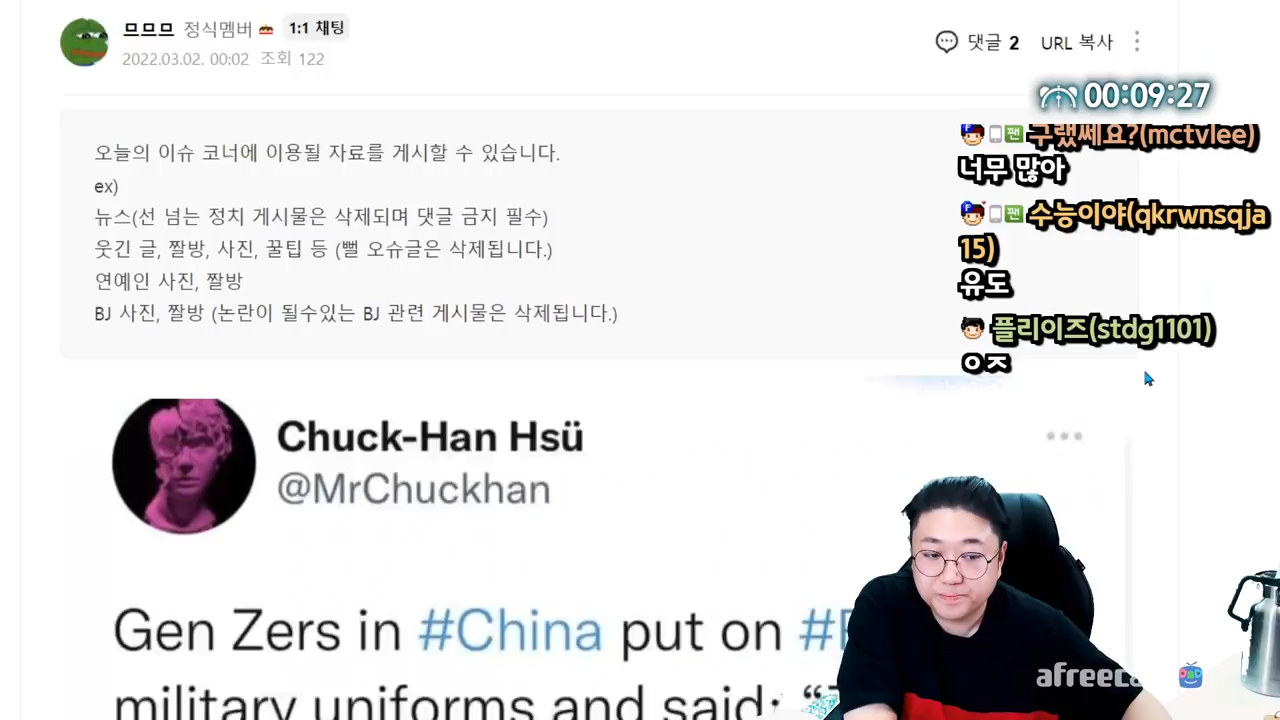 ㅁㅁㅁ 정식멤버 1:1 채팅
2022.03.02. 00:02 조회 122
댓글 2 URL 복사
00:09:27
오늘의 이슈 코너에 이용될 자료를 게시할 수 있습니다.
ex)
뉴스(선 넘는 정치 게시물은 삭제되며 댓글 금지 필수)
웃긴 글, 짤방, 사진, 꿀팁 등 (뻘 오슈글은 삭제됩니다.)
연예인 사진, 짤방
BJ 사진, 짤방 (논란이 될수있는 BJ 관련 게시물은 삭제됩니다.)
팬 구랬쎄요?(mctvlee)
너무 많아
팬 수능이야(qkrwnsqja
15)
유도
플리이즈(stdg1101)
ㅇㅈ
Chuck-Han Hsü
@MrChuckhan
Gen Zers in #China put on
military uniforms and said: